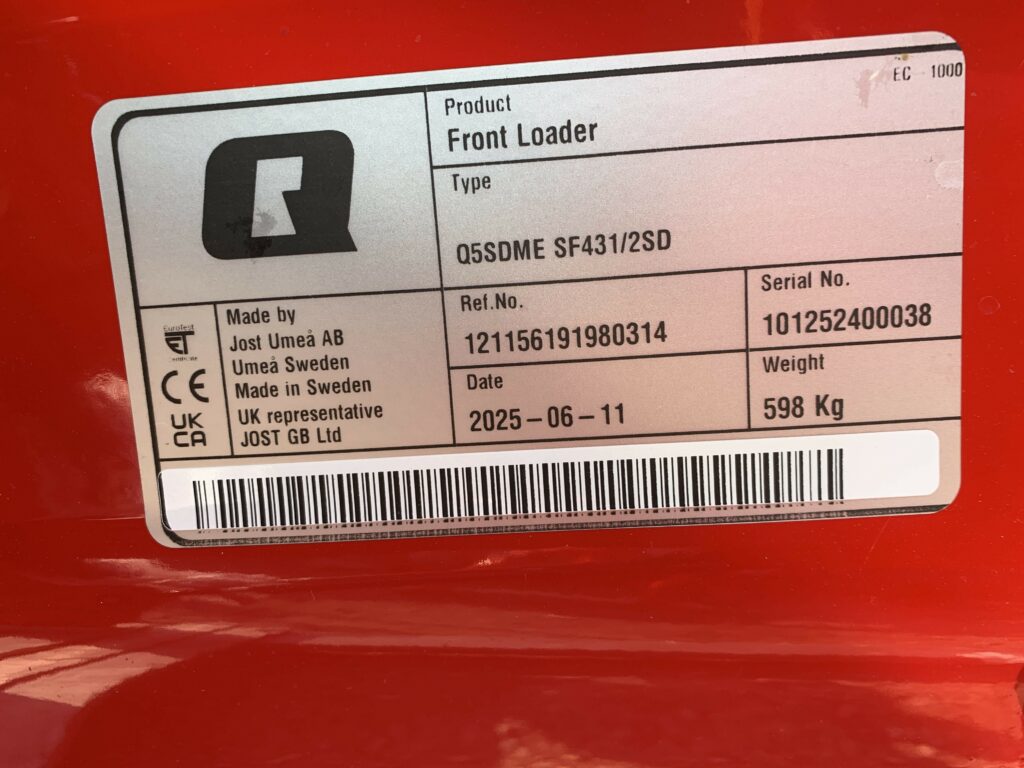 EC 1000
Product
Front Loader
Type
Q5SDME SF431/2SD
Eurotest
ET
CE
UK
CA
Made by
Jost Umeå AB
Umeå Sweden
Made in Sweden
UK representative
JOST GB Ltd
Ref.No.
121156191980314
Serial No.
101252400038
Date
2025-06-11
Weight
598 Kg